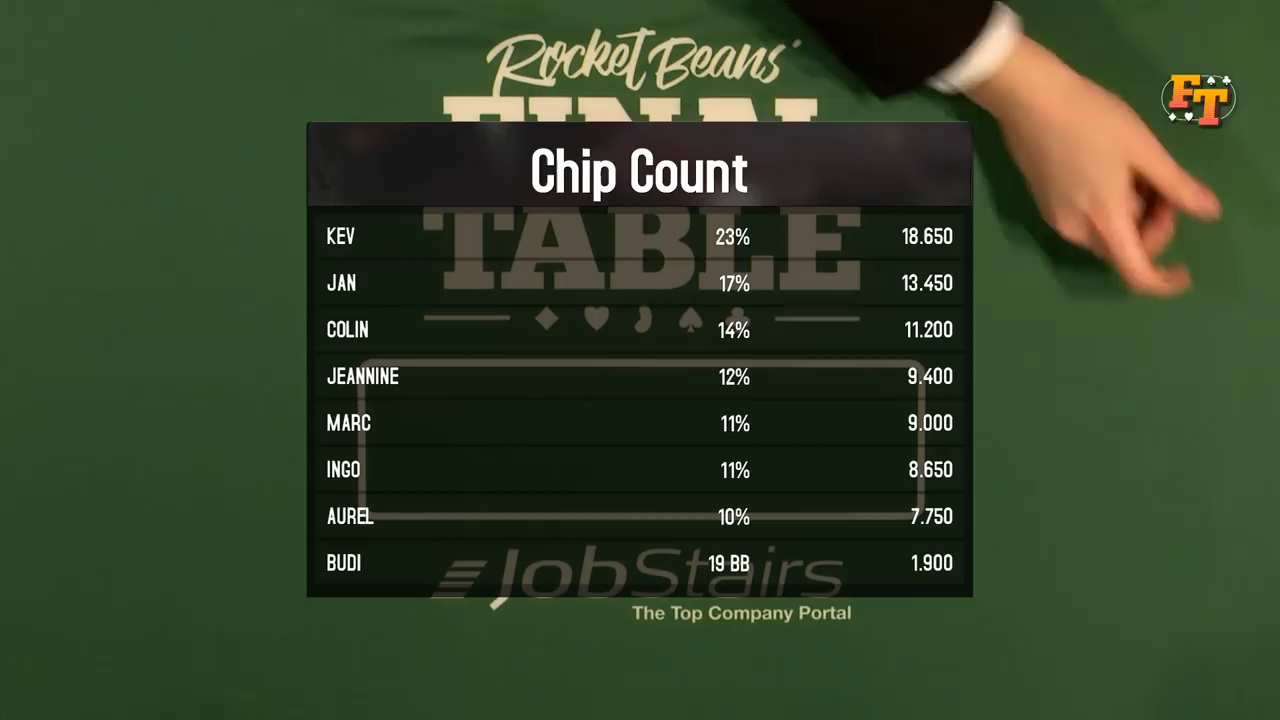 Rocket Beans'
FINAL
Chip Count
TABLE
KEV 23% 18.650
JAN 17% 13.450
COLIN 14% 11.200
JEANNINE 12% 9.400
MARC 11% 9.000
INGO 11% 8.650
AUREL 10% 7.750
BUDI 19 BB 1.900
JobStairs
The Top Company Portal
FT